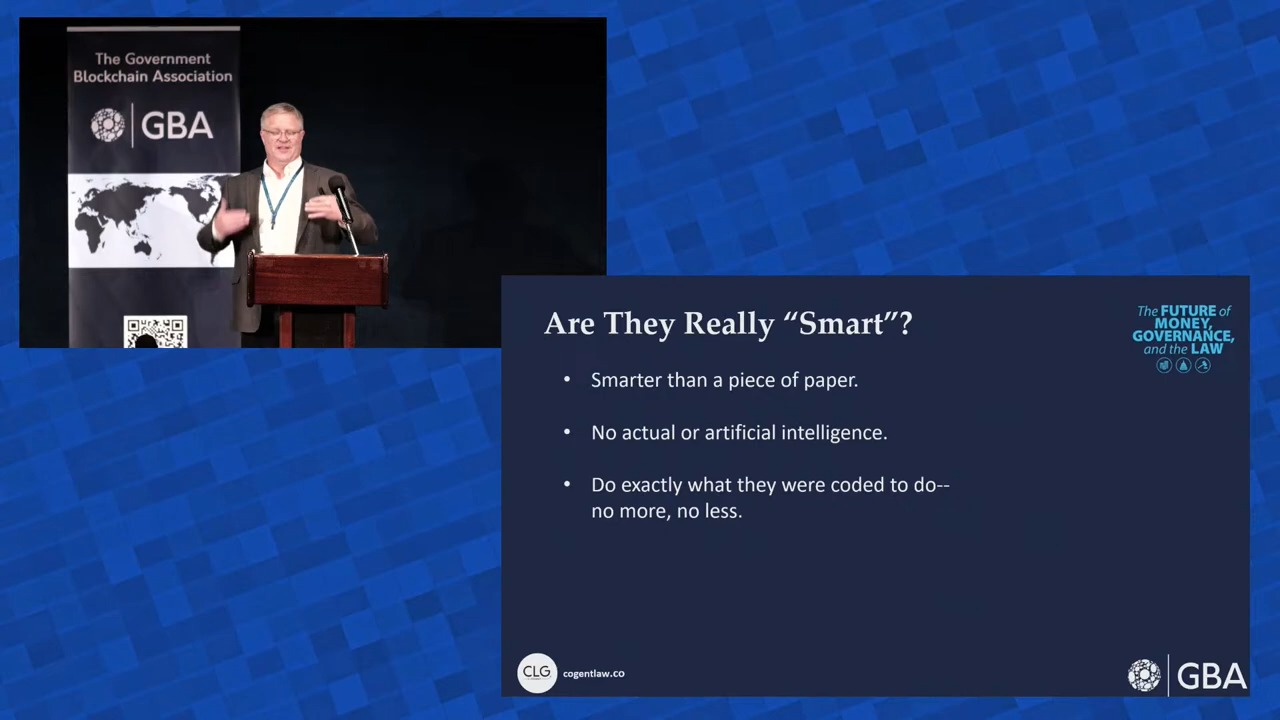 The Government
Blockchain Association
GBA
Are They Really “Smart”?
The FUTURE of
MONEY,
GOVERNANCE,
and the LAW
• Smarter than a piece of paper.
• No actual or artificial intelligence.
• Do exactly what they were coded to do--
no more, no less.
CLG
cogentlaw.co
GBA